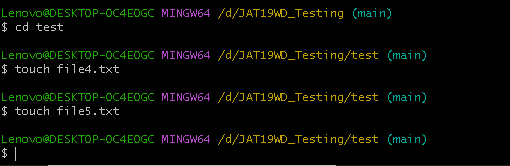 Lenovo@DESKTOP-OC4EOGC MINGW64 /d/JAT19WD_Testing (main)
$ cd test
Lenovo@DESKTOP-OC4EOGC MINGW64 /d/JAT19WD_Testing/test (main)
$ touch file4.txt
Lenovo@DESKTOP-OC4EOGC MINGW64 /d/JAT19WD_Testing/test (main)
$ touch file5.txt
Lenovo@DESKTOP-OC4EOGC MINGW64 /d/JAT19WD_Testing/test (main)
$